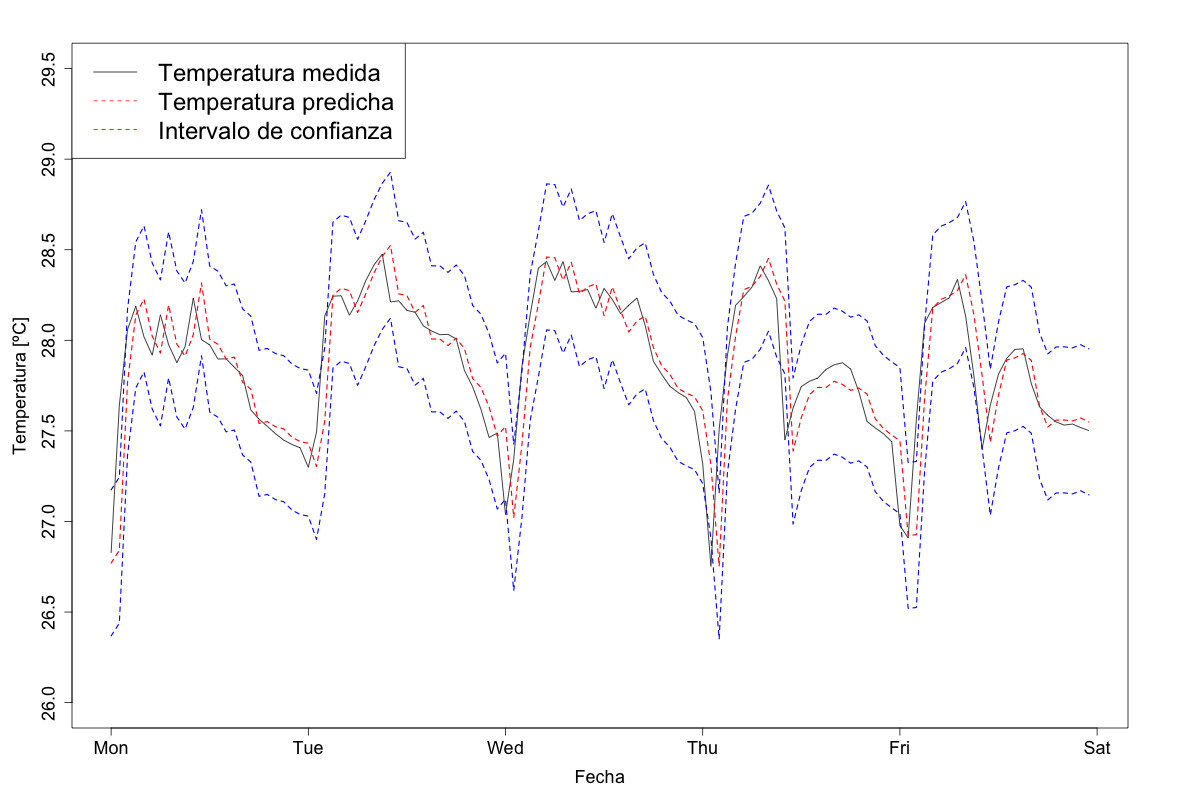 Temperatura medida
Temperatura predicha
Intervalo de confianza
29.5
29.0
28.5
28.0
27.5
27.0
26.5
26.0
Temperatura [ºC]
Mon Tue Wed Thu Fri Sat
Fecha